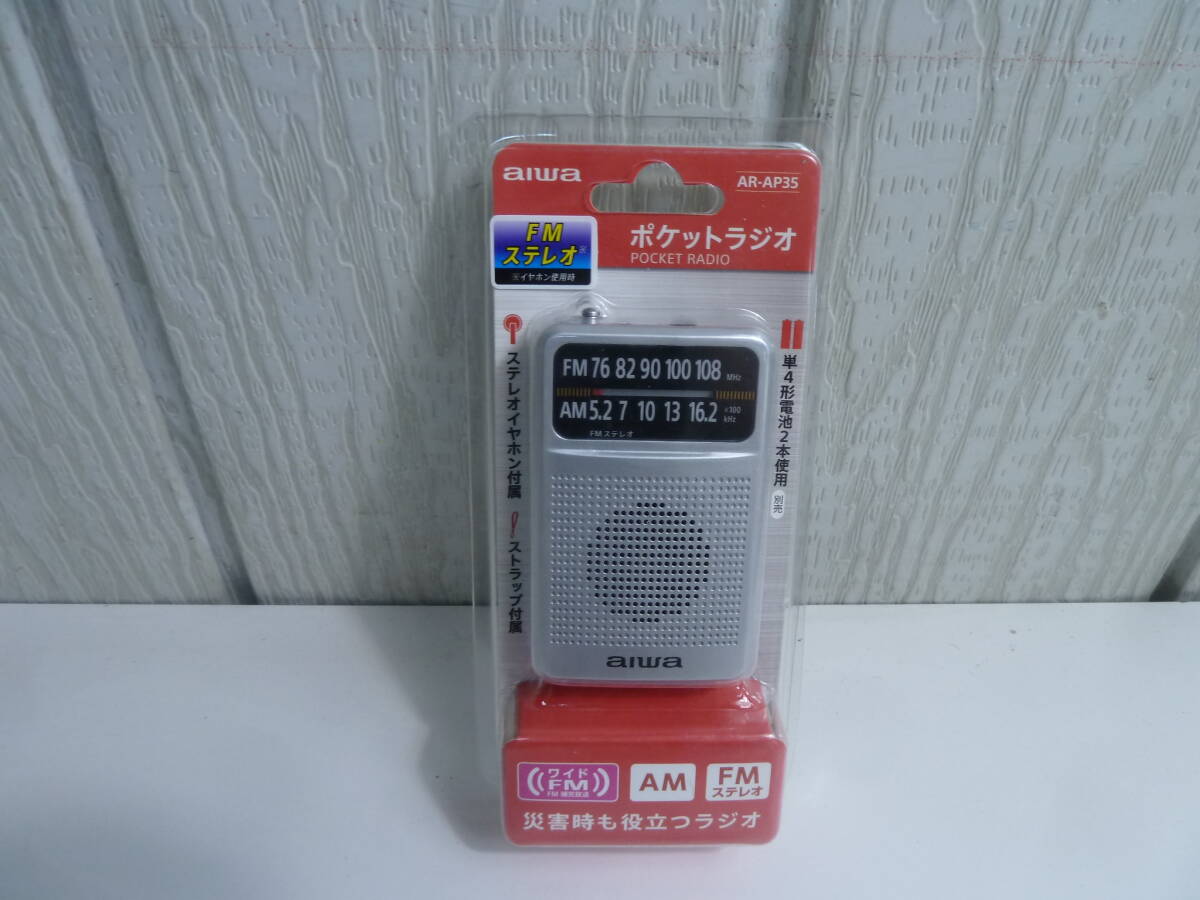 aiwa
AR-AP35
FM
ステレオ※
※イヤホン使用時
ポケットラジオ
POCKET RADIO
ステレオイヤホン付属
ストラップ付属
単4形電池2本使用
別売
FM 76 82 90 100 108 MHz
AM 5.2 7 10 13 16.2 ×100 kHz
FMステレオ
aiwa
ワイド
FM
FM 補完放送
AM
FM
ステレオ
災害時も役立つラジオ